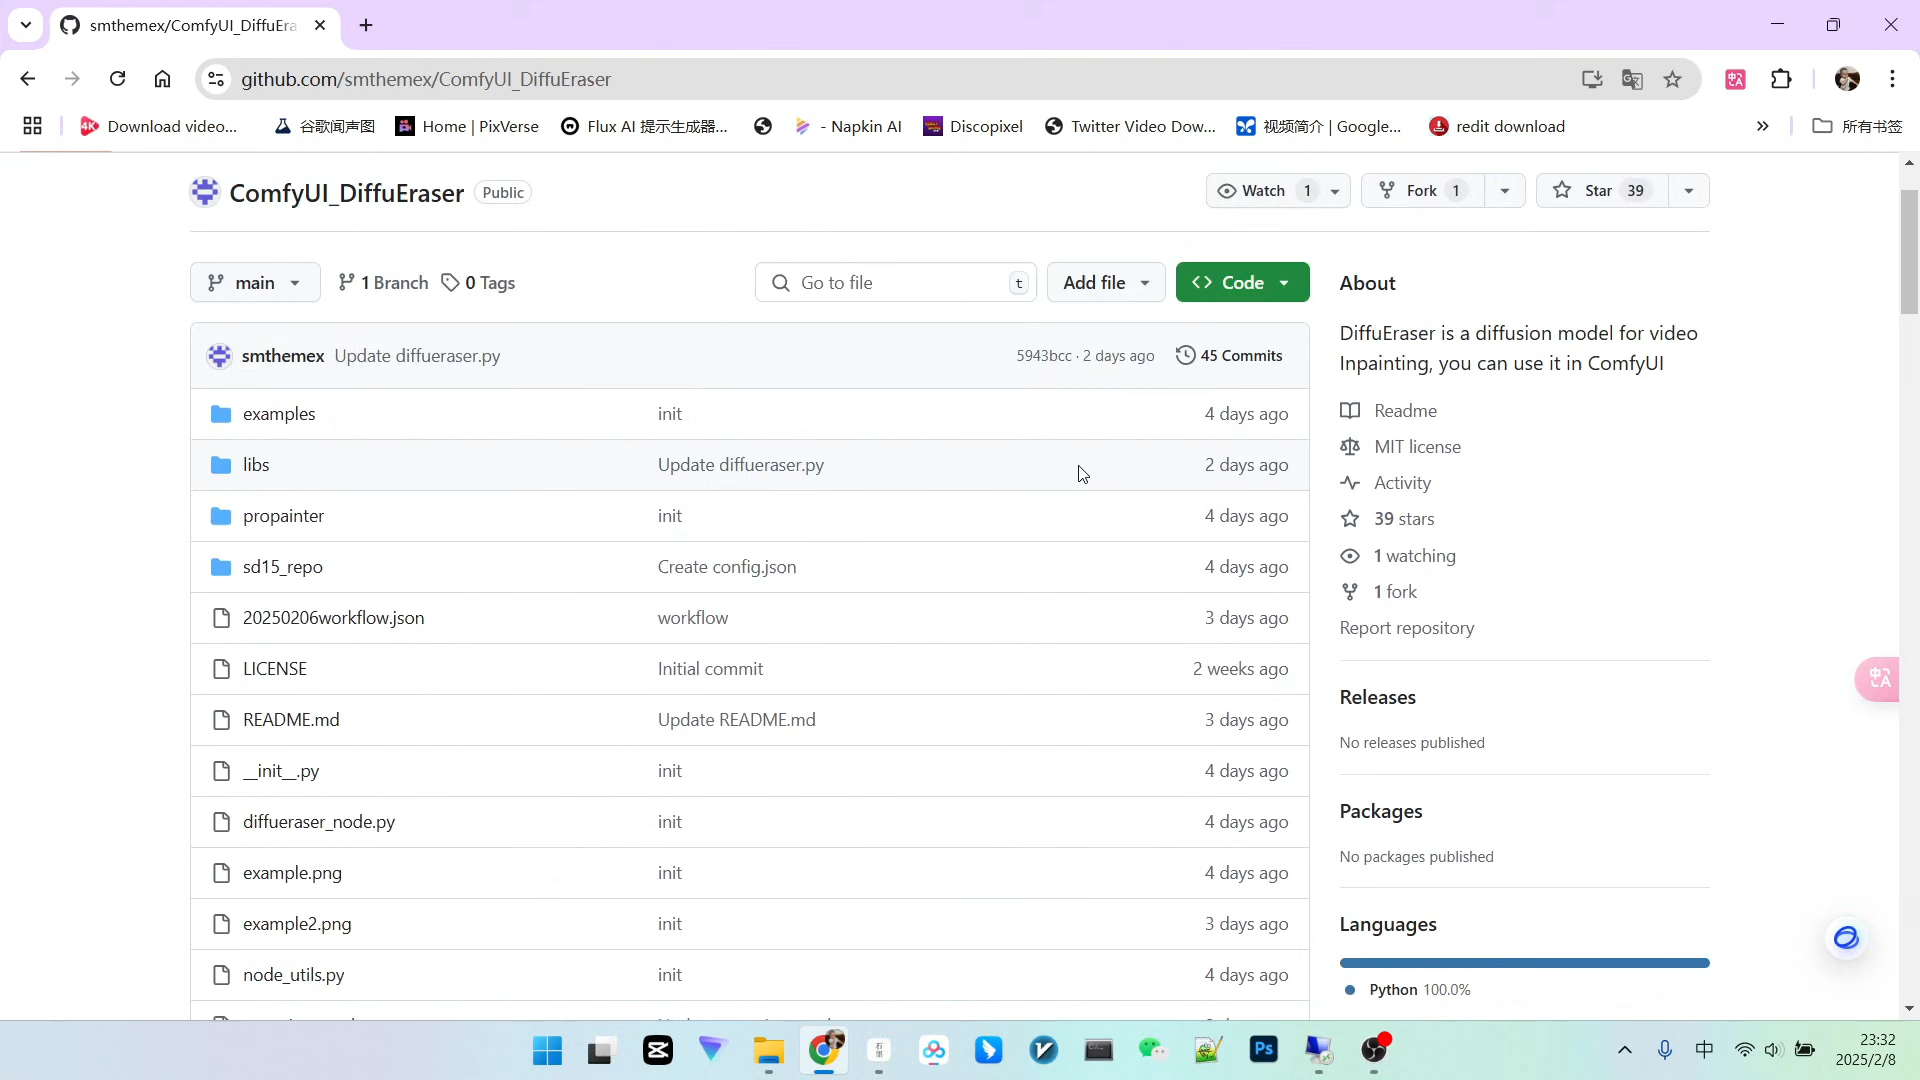 smthemex/ComfyUI_DiffuEra
github.com/smthemex/ComfyUI_DiffuEraser
Download video...
谷歌闻声图
Home | PixVerse
Flux AI 提示生成器...
- Napkin AI
Discopixel
Twitter Video Dow...
视频简介 | Google...
redit download
所有书签
ComfyUI_DiffuEraser Public
Watch 1
Fork 1
Star 39
main
1 Branch
0 Tags
Go to file t
Add file
Code
About
DiffuEraser is a diffusion model for video
Inpainting, you can use it in ComfyUI
smthemex Update diffueraser.py 5943bcc · 2 days ago 45 Commits
examples init 4 days ago
libs Update diffueraser.py 2 days ago
propainter init 4 days ago
sd15_repo Create config.json 4 days ago
20250206workflow.json workflow 3 days ago
LICENSE Initial commit 2 weeks ago
README.md Update README.md 3 days ago
__init__.py init 4 days ago
diffueraser_node.py init 4 days ago
example.png init 4 days ago
example2.png init 3 days ago
node_utils.py init 4 days ago
Readme
MIT license
Activity
39 stars
1 watching
1 fork
Report repository
Releases
No releases published
Packages
No packages published
Languages
Python 100.0%
中
23:32
2025/2/8